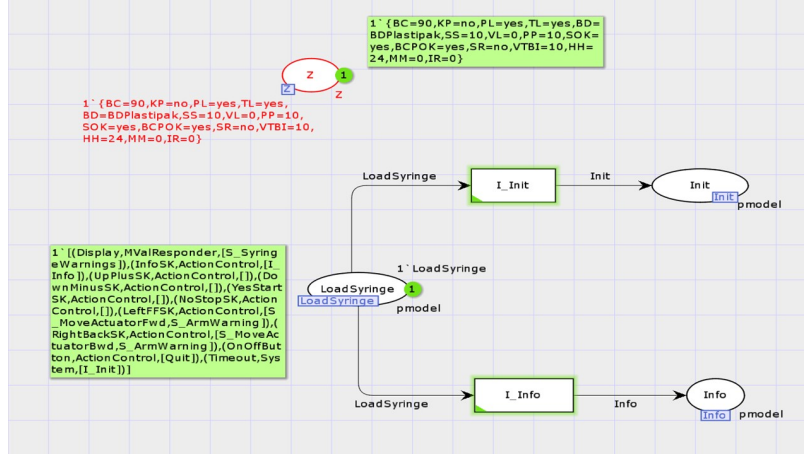 1`{BC=90,KP=no,PL=yes,TL=yes,BD=
BDPlastipak,SS=10,VL=0,PP=10,SOK=
yes,BCPOK=yes,SR=no,VTBI=10,HH=
24,MM=0,IR=0}
Z
1
Z
Z
1`{BC=90,KP=no,PL=yes,TL=yes,
BD=BDPlastipak,SS=10,VL=0,PP=10,
SOK=yes,BCPOK=yes,SR=no,VTBI=10,
HH=24,MM=0,IR=0}
LoadSyringe
I_Init
Init
Init
Init
pmodel
1`[(Display,MValResponder,[S_Syring
eWarnings]),(InfoSK,ActionControl,[I_
Info]),(UpPlusSK,ActionControl,[]),(Do
wnMinusSK,ActionControl,[]),(YesStart
SK,ActionControl,[]),(NoStopSK,Action
Control,[]),(LeftFFSK,ActionControl,[S
_MoveActuatorFwd,S_ArmWarning]),(
RightBackSK,ActionControl,[S_MoveAc
tuatorBwd,S_ArmWarning]),(OnOffBut
ton,ActionControl,[Quit]),(Timeout,Sys
tem,[I_Init])]
1`LoadSyringe
LoadSyringe
1
LoadSyringe
pmodel
LoadSyringe
I_Info
Info
Info
Info
pmodel